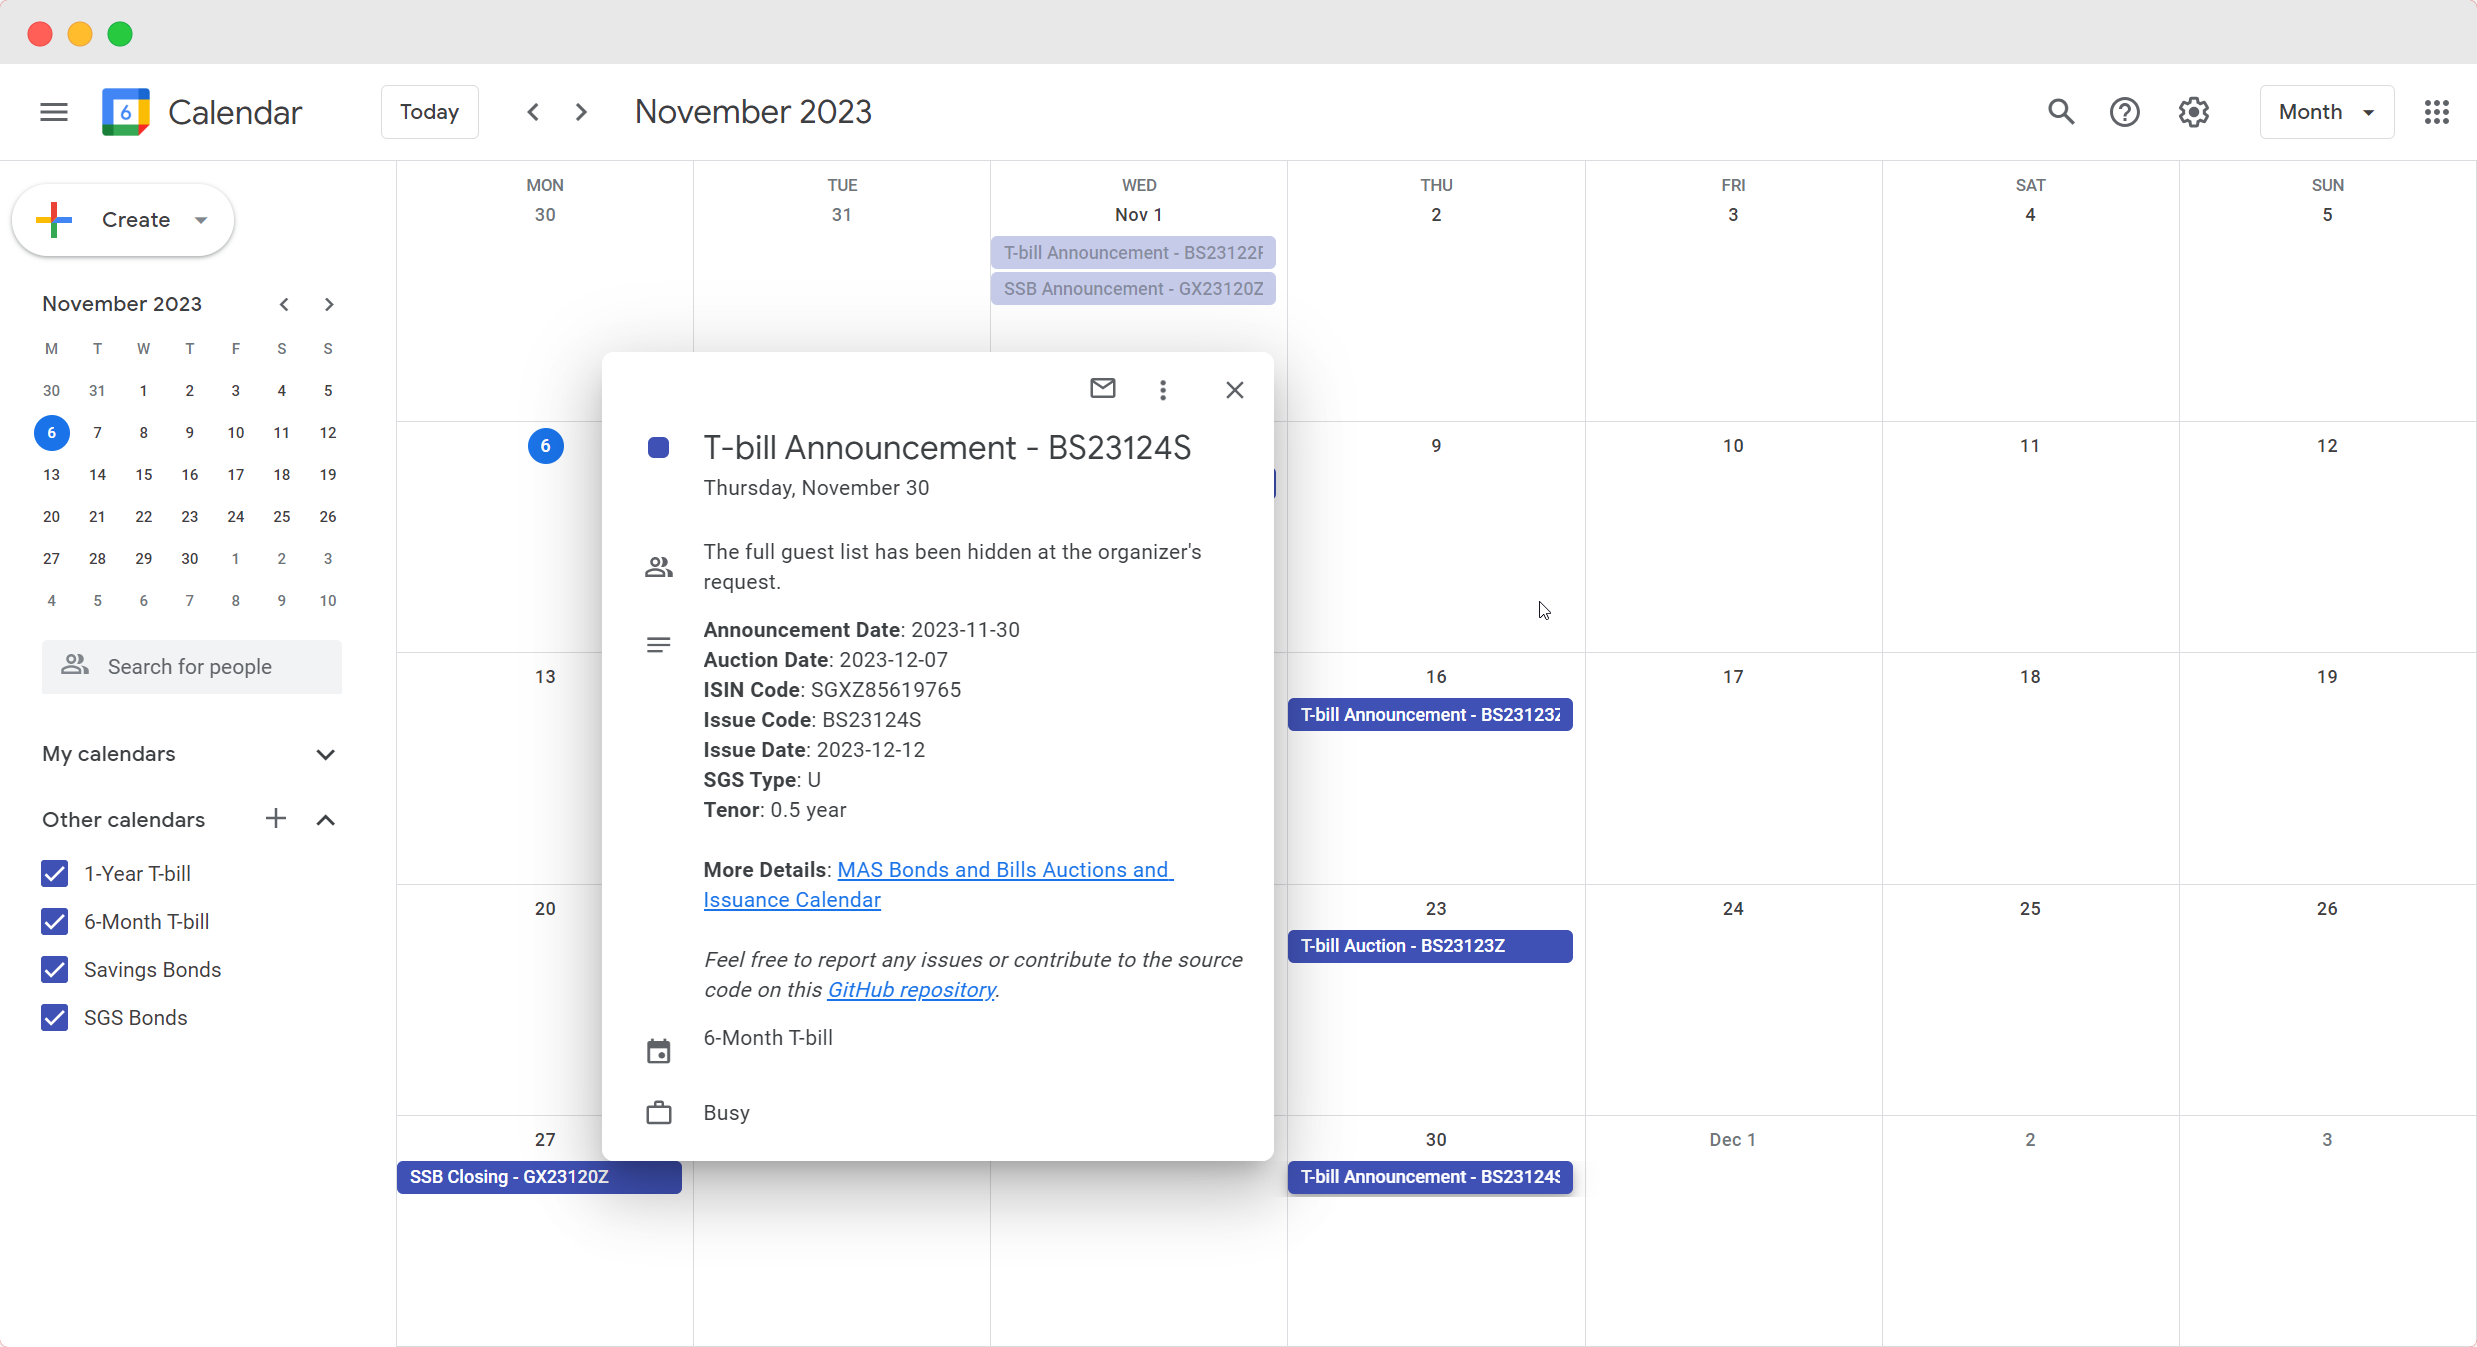 Calendar
Today
November 2023
Month
6
Create
November 2023
M T W T F S S
30 31 1 2 3 4 5
6 7 8 9 10 11 12
13 14 15 16 17 18 19
20 21 22 23 24 25 26
27 28 29 30 1 2 3
4 5 6 7 8 9 10
Search for people
My calendars
Other calendars
1-Year T-bill
6-Month T-bill
Savings Bonds
SGS Bonds
MON TUE WED THU FRI SAT SUN
30 31 Nov 1 2 3 4 5
T-bill Announcement - BS23122
SSB Announcement - GX23120Z
6 9 10 11 12
13 16 17 18 19
T-bill Announcement - BS23123Z
20 23 24 25 26
T-bill Auction - BS23123Z
27 30 Dec 1 2 3
SSB Closing - GX23120Z
T-bill Announcement - BS23124S
T-bill Announcement - BS23124S
Thursday, November 30
The full guest list has been hidden at the organizer's
request.
Announcement Date: 2023-11-30
Auction Date: 2023-12-07
ISIN Code: SGXZ85619765
Issue Code: BS23124S
Issue Date: 2023-12-12
SGS Type: U
Tenor: 0.5 year
More Details: MAS Bonds and Bills Auctions and
Issuance Calendar
Feel free to report any issues or contribute to the source
code on this GitHub repository.
6-Month T-bill
Busy